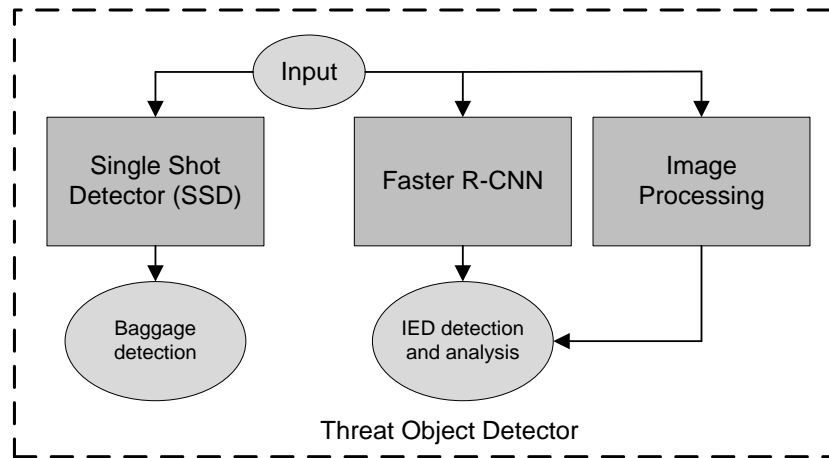 Input
Single Shot
Detector (SSD)
Faster R-CNN
Image
Processing
Baggage
detection
IED detection
and analysis
Threat Object Detector